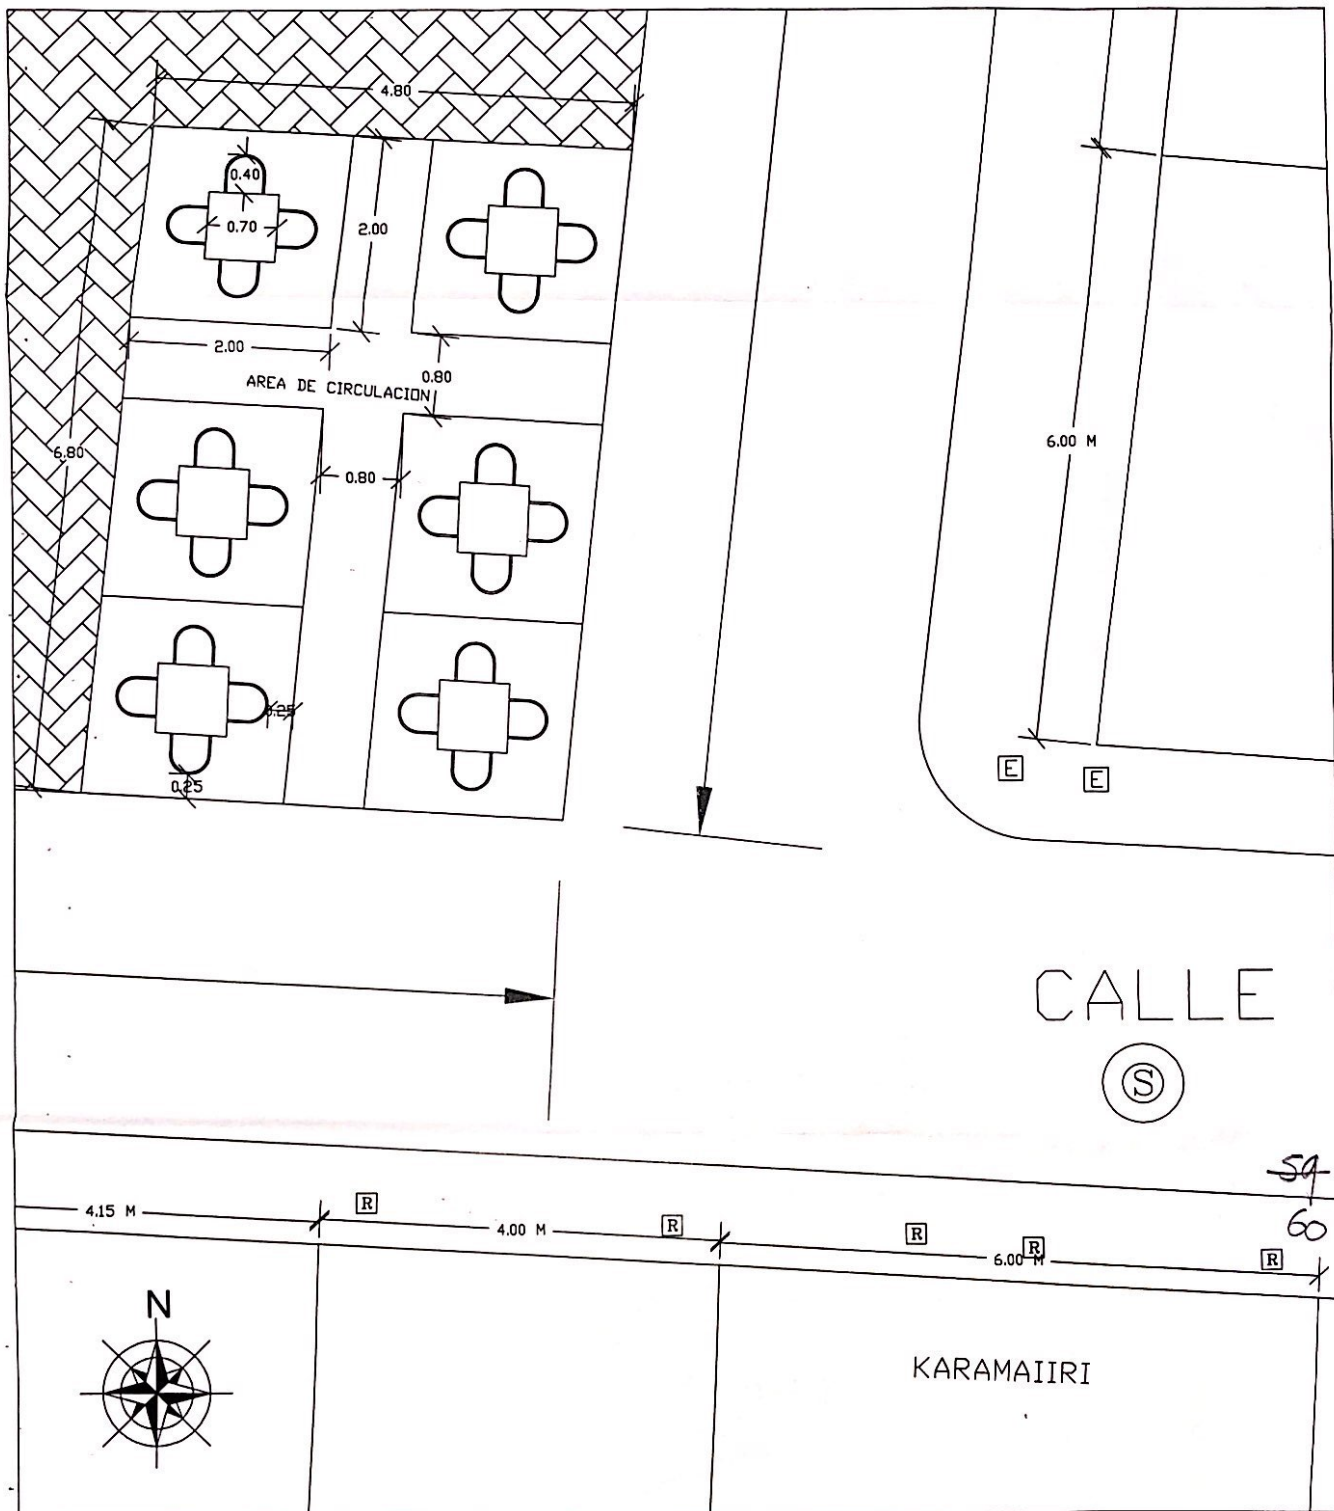 4.80
0.40
0.70
2.00
2.00
AREA DE CIRCULACION
0.80
6.80
0.80
6.00 M
0.25
0.25
E
E
CALLE
S
59
60
4.15 M
R
4.00 M
R
R
R
6.00 M
R
N
KARAMAIIRI